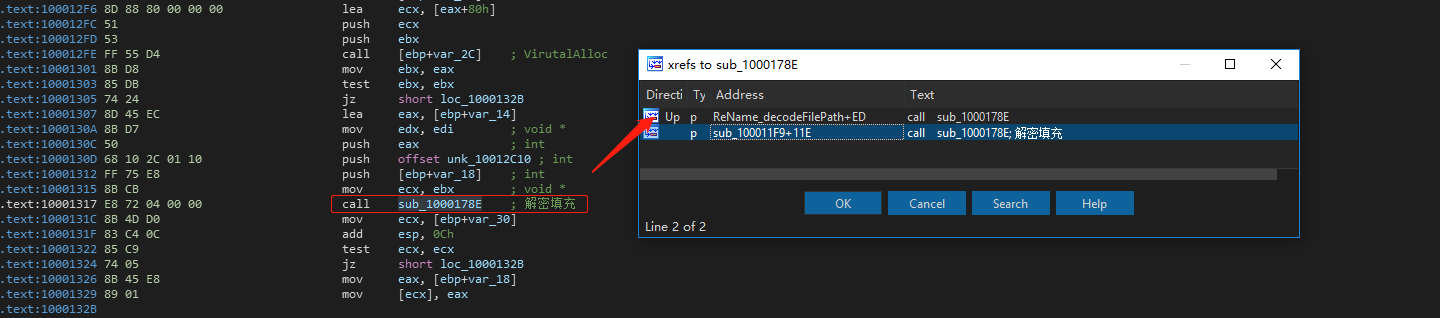 .text:100012F6 8D 88 80 00 00 00 lea ecx, [eax+80h]
.text:100012FC 51 push ecx
.text:100012FD 53 push ebx
.text:100012FE FF 55 D4 call [ebp+var_2C] ; VirutalAlloc
.text:10001301 8B D8 mov ebx, eax
.text:10001303 85 DB test ebx, ebx
.text:10001305 74 24 jz short loc_1000132B
.text:10001307 8D 45 EC lea eax, [ebp+var_14]
.text:1000130A 8B D7 mov edx, edi ; void *
.text:1000130C 50 push eax ; int
.text:1000130D 68 10 2C 01 10 push offset unk_10012C10 ; int
.text:10001312 FF 75 E8 push [ebp+var_18] ; int
.text:10001315 8B CB mov ecx, ebx ; void *
.text:10001317 E8 72 04 00 00 call sub_1000178E ; 解密填充
.text:1000131C 8B 4D D0 mov ecx, [ebp+var_30]
.text:1000131F 83 C4 0C add esp, 0Ch
.text:10001322 85 C9 test ecx, ecx
.text:10001324 74 05 jz short loc_1000132B
.text:10001326 8B 45 E8 mov eax, [ebp+var_18]
.text:10001329 89 01 mov [ecx], eax
.text:1000132B
xrefs to sub_1000178E
Directi Ty Address Text
Up p ReName_decodeFilePath+ED call sub_1000178E
p sub_100011F9+11E call sub_1000178E; 解密填充
OK Cancel Search Help
Line 2 of 2